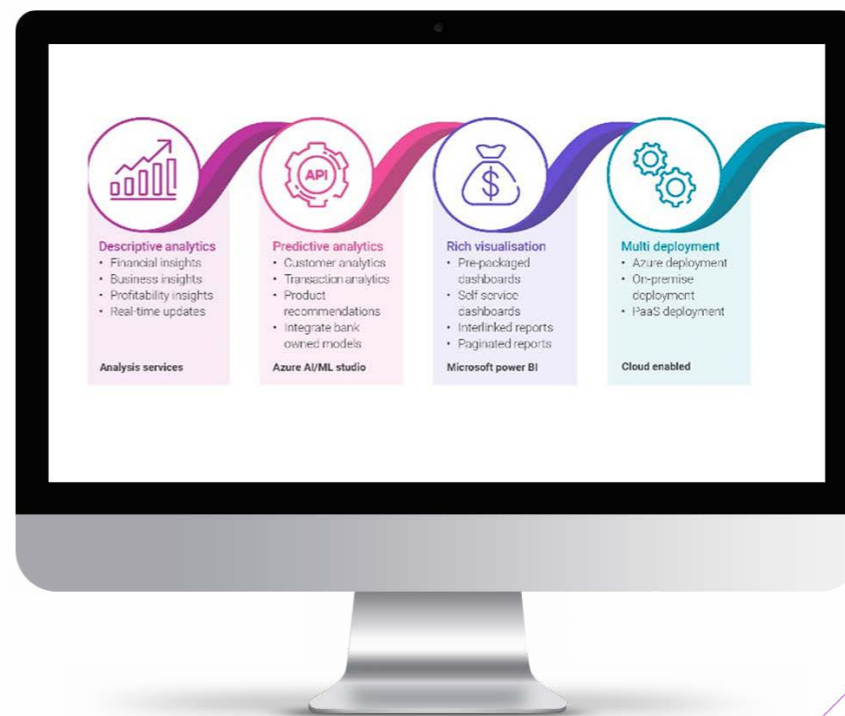 API
$
Descriptive analytics
• Financial insights
• Business insights
• Profitability insights
• Real-time updates
Analysis services
Predictive analytics
• Customer analytics
• Transaction analytics
• Product
recommendations
• Integrate bank
owned models
Azure AI/ML studio
Rich visualisation
• Pre-packaged
dashboards
• Self service
dashboards
• Interlinked reports
• Paginated reports
Microsoft power BI
Multi deployment
• Azure deployment
• On-premise
deployment
• PaaS deployment
Cloud enabled